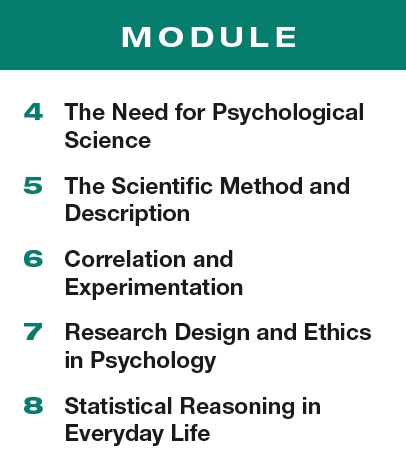 MODULE
4 The Need for Psychological
Science
5 The Scientific Method and
Description
6 Correlation and
Experimentation
7 Research Design and Ethics
in Psychology
8 Statistical Reasoning in
Everyday Life